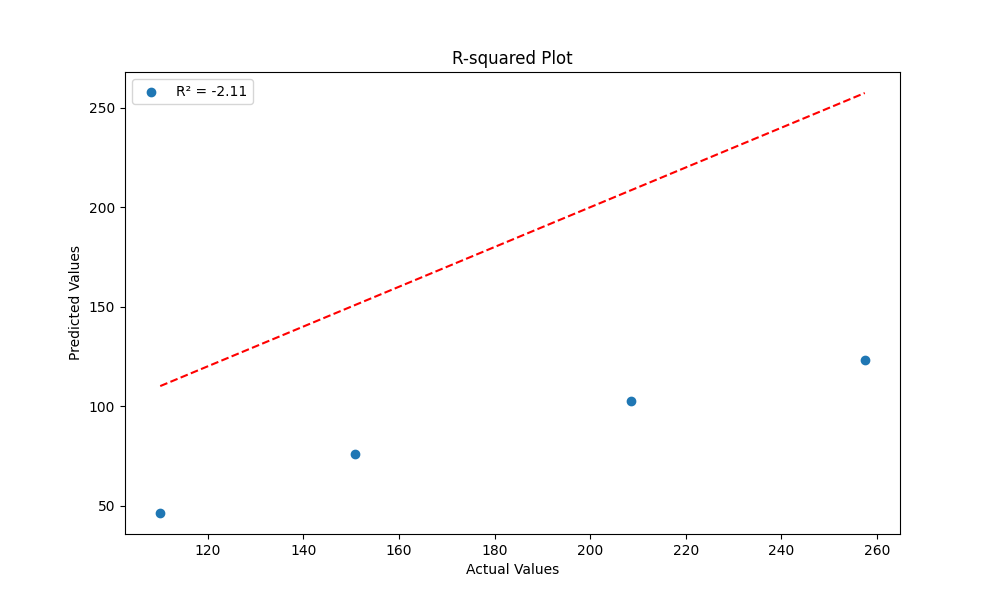 R-squared Plot
R² = -2.11
250
200
150
100
50
Predicted Values
120 140 160 180 200 220 240 260
Actual Values